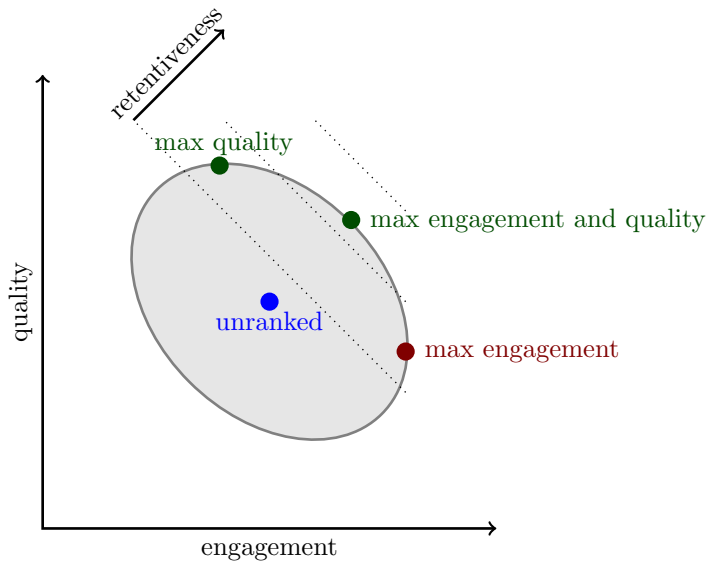 retentiveness
max quality
max engagement and quality
quality
unranked
max engagement
engagement